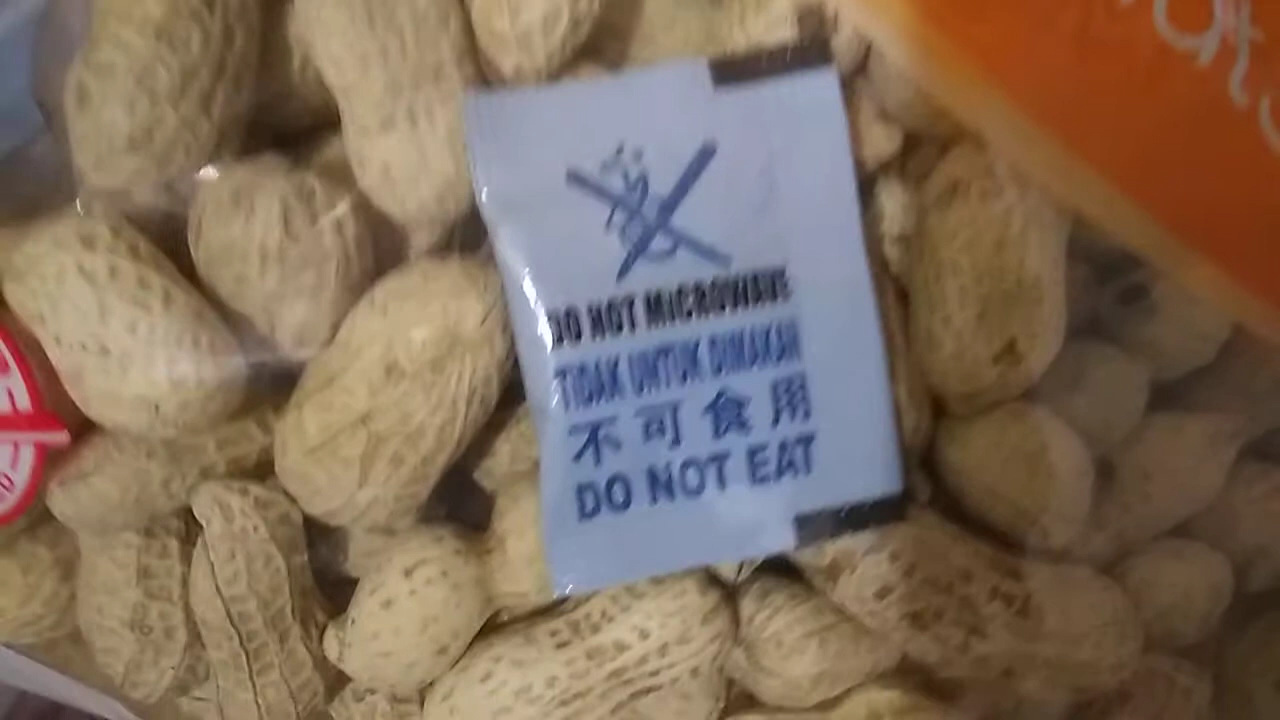 DO NOT MiCROWAVE
TIDAK UNTUK DIMAKAN
不可食用
DO NOT EAT